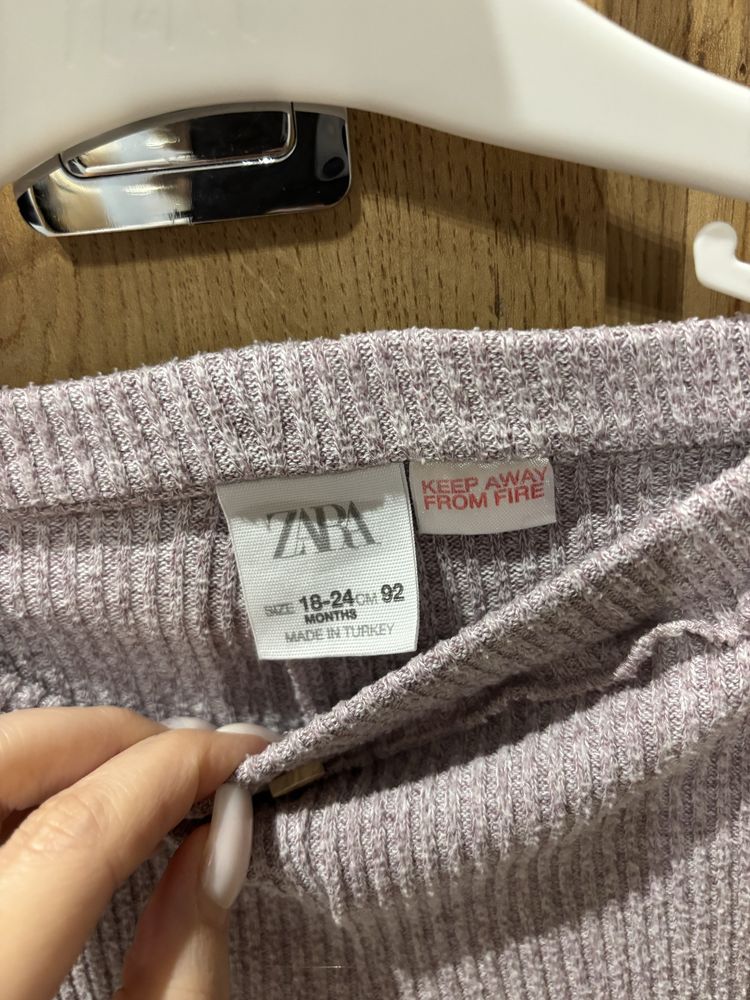 ZARA
SIZE 18-24 CM 92
MONTHS
MADE IN TURKEY
KEEP AWAY
FROM FIRE